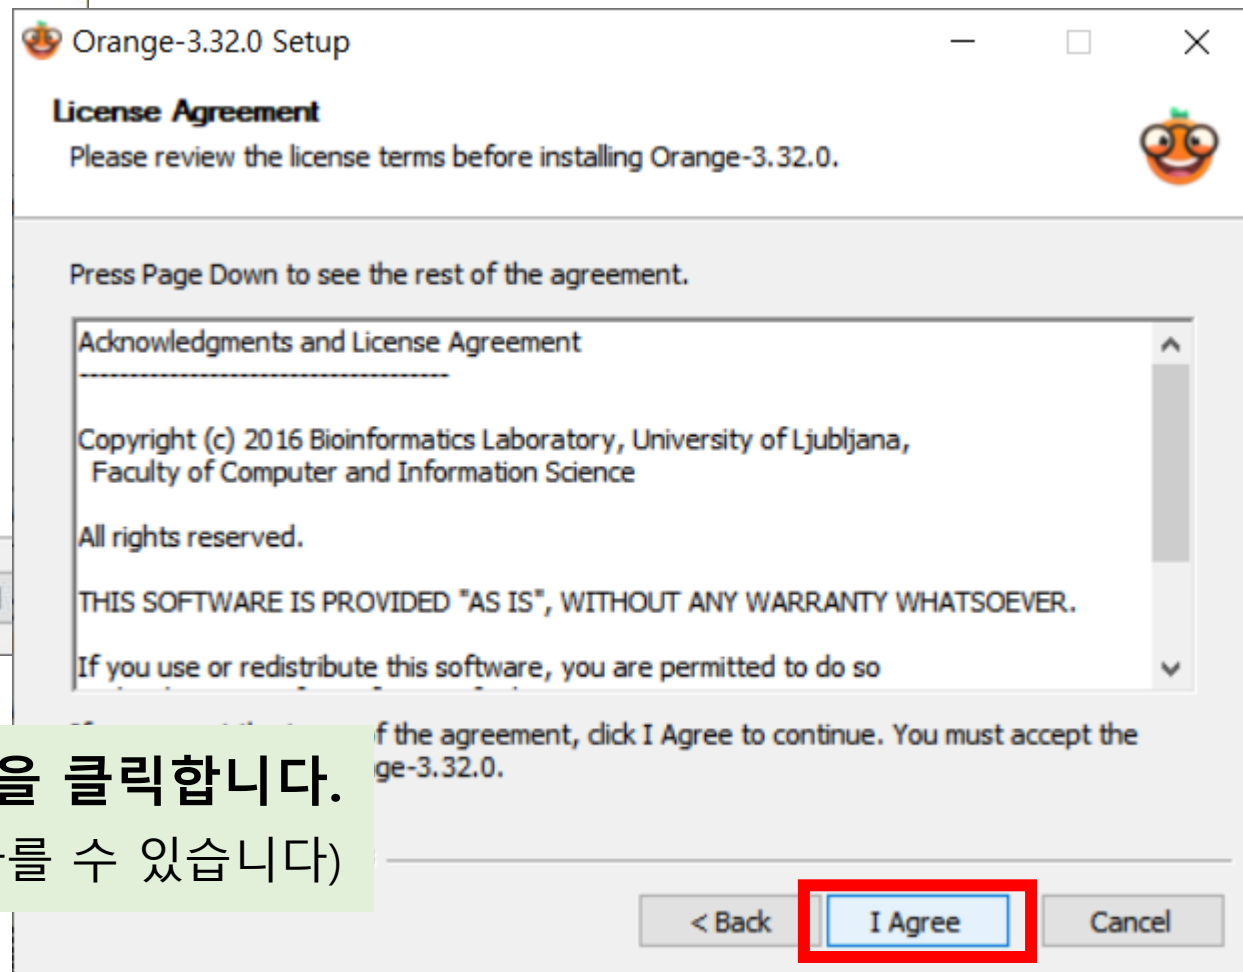 Orange-3.32.0 Setup
License Agreement
Please review the license terms before installing Orange-3.32.0.
Press Page Down to see the rest of the agreement.
Acknowledgments and License Agreement
-------------------------------------
Copyright (c) 2016 Bioinformatics Laboratory, University of Ljubljana,
Faculty of Computer and Information Science
All rights reserved.
THIS SOFTWARE IS PROVIDED "AS IS", WITHOUT ANY WARRANTY WHATSOEVER.
If you use or redistribute this software, you are permitted to do so
of the agreement, click I Agree to continue. You must accept the
ge-3.32.0.
을 클릭합니다.
를 수 있습니다)
< Back
I Agree
Cancel